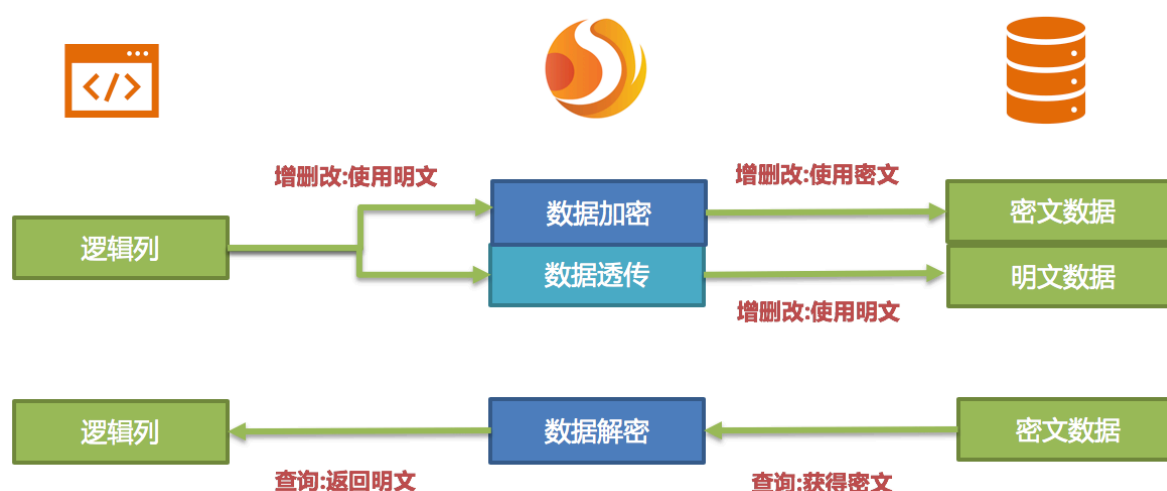 </>
增删改:使用明文
增删改:使用密文
逻辑列
数据加密
密文数据
数据透传
明文数据
增删改:使用明文
逻辑列
数据解密
密文数据
查询:返回明文
查询:获得密文